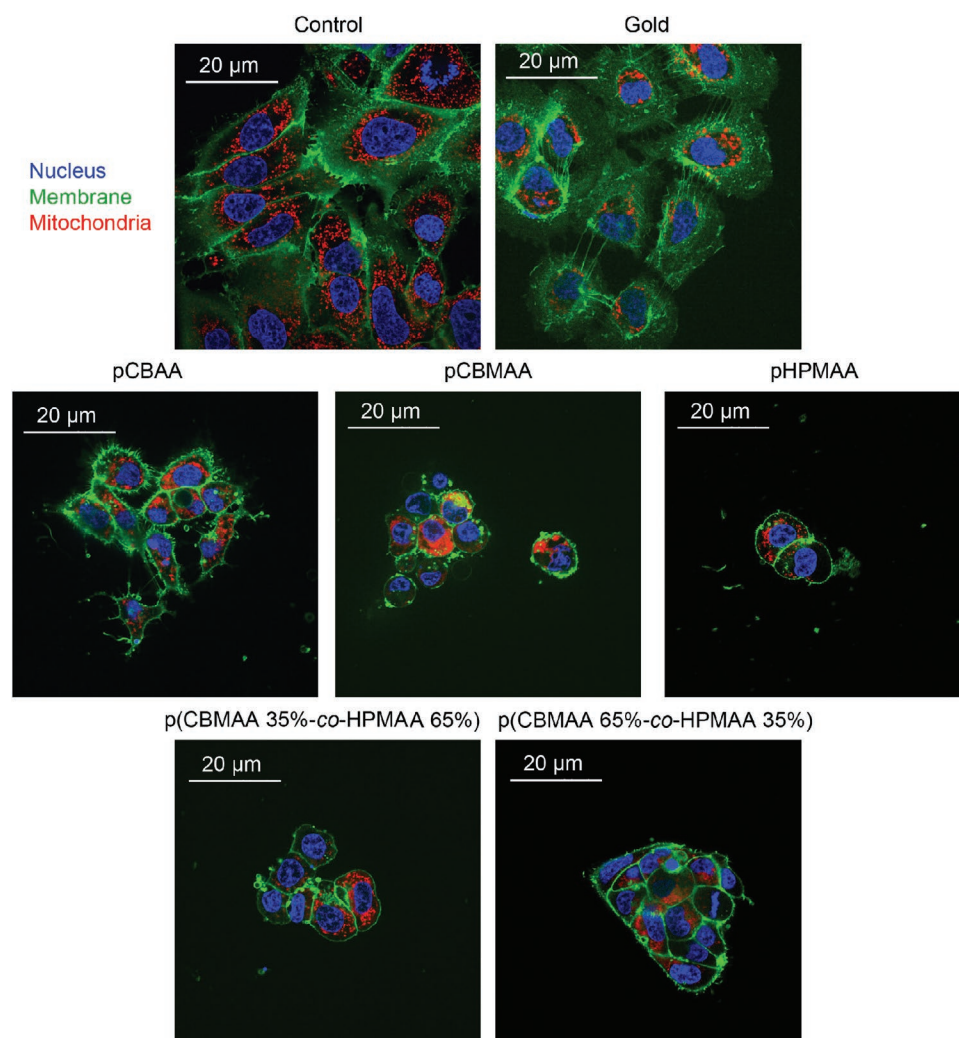 Control
Gold
20 µm
20 µm
Nucleus
Membrane
Mitochondria
pCBAA
pCBMAA
pHPMAA
20 µm
20 µm
20 µm
p(CBMAA 35%-co-HPMAA 65%)
p(CBMAA 65%-co-HPMAA 35%)
20 µm
20 µm